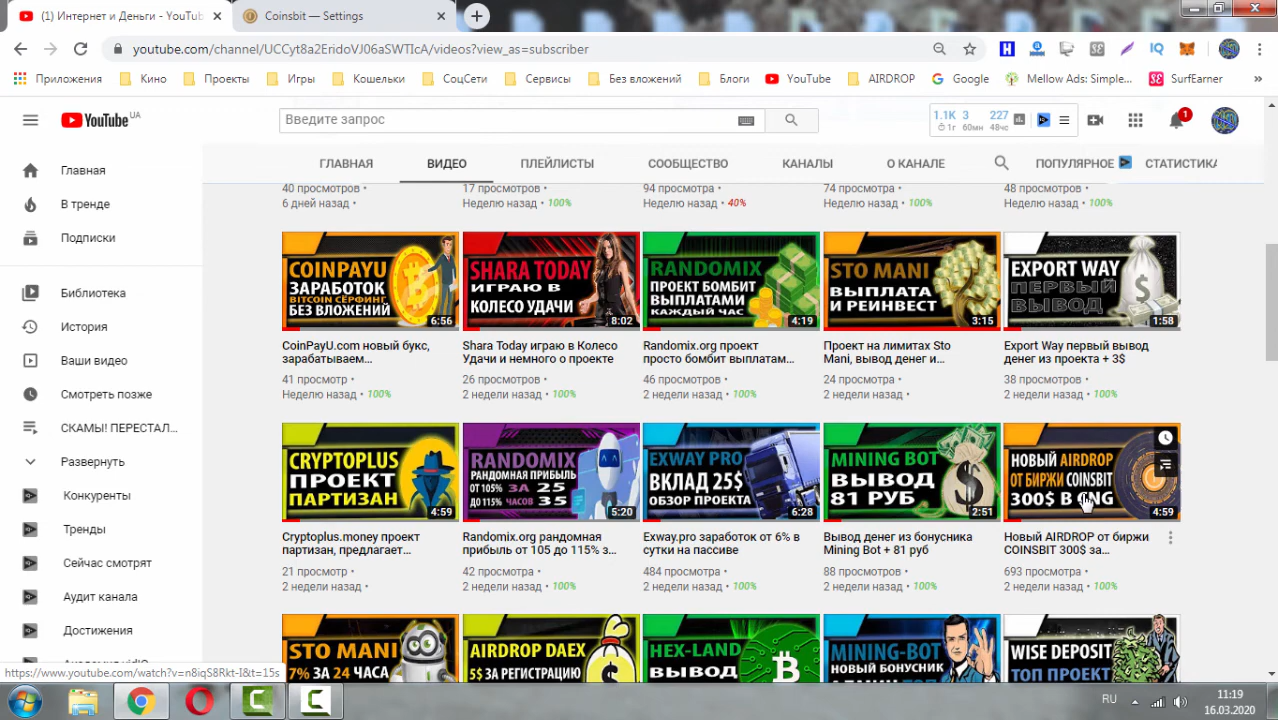 (1) Интернет и Деньги - YouTub
Coinsbit — Settings
youtube.com/channel/UCCyt8a2EridoVJ06aSWTIcA/videos?view_as=subscriber
Приложения
Кино
Проекты
Игры
Кошельки
СоцСети
Сервисы
Без вложений
Блоги
YouTube
AIRDROP
Google
Mellow Ads: Simple...
SurfEarner
»
YouTube UA
Введите запрос
1.1K 3 227
1г 60мн 48чс
1
ГЛАВНАЯ
ВИДЕО
ПЛЕЙЛИСТЫ
СООБЩЕСТВО
КАНАЛЫ
О КАНАЛЕ
ПОПУЛЯРНОЕ
СТАТИСТИКА
Главная
В тренде
Подписки
Библиотека
История
Ваши видео
Смотреть позже
СКАМЫ! ПЕРЕСТАЛ...
Развернуть
Конкуренты
Тренды
Сейчас смотрят
Аудит канала
Достижения
40 просмотров •
6 дней назад •
17 просмотров •
Неделю назад • 100%
94 просмотра •
Неделю назад • 40%
74 просмотра •
Неделю назад • 100%
48 просмотров •
Неделю назад • 100%
COINPAYU
ЗАРАБОТОК
BITCOIN СЁРФИНГ
БЕЗ ВЛОЖЕНИЙ
6:56
SHARA TODAY
ИГРАЮ В
КОЛЕСО УДАЧИ
8:02
RANDOMIX
ПРОЕКТ БОМБИТ
ВЫПЛАТАМИ
КАЖДЫЙ ЧАС
4:19
STO MANI
ВЫПЛАТА
И РЕИНВЕСТ
3:15
EXPORT WAY
ПЕРВЫЙ
ВЫВОД
1:58
CoinPayU.com новый букс,
зарабатываем...
41 просмотр •
Неделю назад • 100%
Shara Today играю в Колесо
Удачи и немного о проекте
26 просмотров •
2 недели назад • 100%
Randomix.org проект
просто бомбит выплатам...
46 просмотров •
2 недели назад • 100%
Проект на лимитах Sto
Mani, вывод денег и...
24 просмотра •
2 недели назад •
Export Way первый вывод
денег из проекта + 3$
38 просмотров •
2 недели назад • 100%
CRYPTOPLUS
ПРОЕКТ
ПАРТИЗАН
4:59
RANDOMIX
РАНДОМНАЯ ПРИБЫЛЬ
ОТ 105% ЗА 25
ДО 115% ЧАСОВ 35
5:20
EXWAY PRO
ВКЛАД 25$
ОБЗОР ПРОЕКТА
6:28
MINING BOT
ВЫВОД
81 РУБ
2:51
НОВЫЙ AIRDROP
ОТ БИРЖИ COINSBIT
300$ В CNG
4:59
Cryptoplus.money проект
партизан, предлагает...
21 просмотр •
2 недели назад • 100%
Randomix.org рандомная
прибыль от 105 до 115% з...
42 просмотра •
2 недели назад • 100%
Exway.pro заработок от 6% в
сутки на пассиве
484 просмотра •
2 недели назад • 100%
Вывод денег из бонусника
Mining Bot + 81 руб
88 просмотров •
2 недели назад • 100%
Новый AIRDROP от биржи
COINSBIT 300$ за...
693 просмотра •
2 недели назад • 100%
STO MANI
7% ЗА 24 ЧАСА
AIRDROP DAEX
5$ ЗА РЕГИСТРАЦИЮ
HEX-LAND
ВЫВОД
MINING-BOT
НОВЫЙ БОНУСНИК
WISE DEPOSIT
ТОП ПРОЕКТ
https://www.youtube.com/watch?v=n8iqS8Rkt-I&t=15s
RU
11:19
16.03.2020